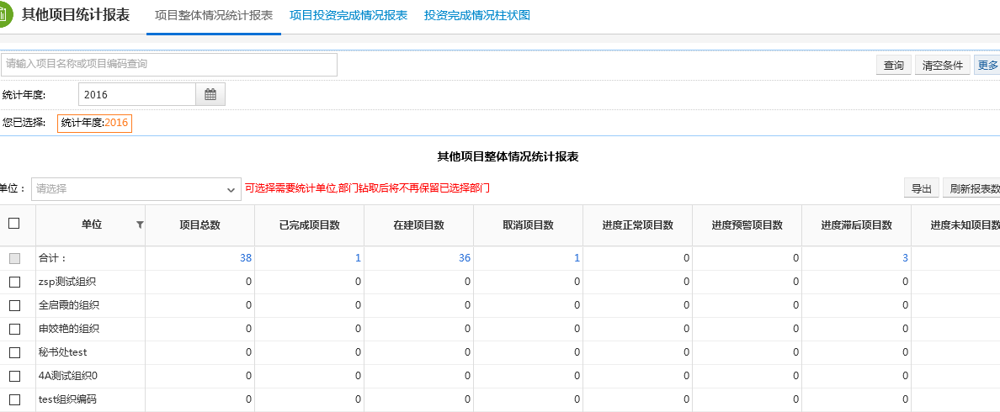 其他项目统计报表 项目整体情况统计报表 项目投资完成情况报表 投资完成情况柱状图
请输入项目名称或项目编码查询 查询 清空条件 更多
统计年度: 2016
您已选择: 统计年度:2016
其他项目整体情况统计报表
单位： 请选择 可选择需要统计单位,部门钻取后将不再保留已选择部门 导出 刷新报表数
单位 项目总数 已完成项目数 在建项目数 取消项目数 进度正常项目数 进度预警项目数 进度滞后项目数 进度未知项目数
合计： 38 1 36 1 0 0 3
zsp测试组织 0 0 0 0 0 0 0
全启霞的组织 0 0 0 0 0 0 0
申姣艳的组织 0 0 0 0 0 0 0
秘书处test 0 0 0 0 0 0 0
4A测试组织0 0 0 0 0 0 0 0
test组织编码 0 0 0 0 0 0 0